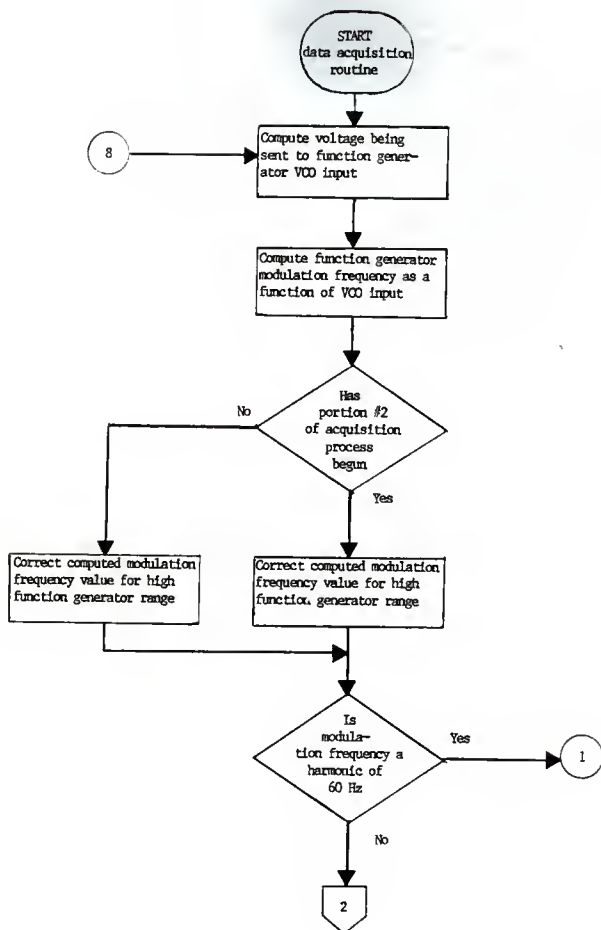 START
data acquisition
routine
8
Compute voltage being
sent to function gener-
ator VCO input
Compute function generator
modulation frequency as a
function of VCO input
Has
portion #2
of acquisition
process
begun
No
Yes
Correct computed modulation
frequency value for high
function generator range
Correct computed modulation
frequency value for high
function generator range
Is
modula-
tion frequency a
harmonic of
60 Hz
Yes
1
No
2